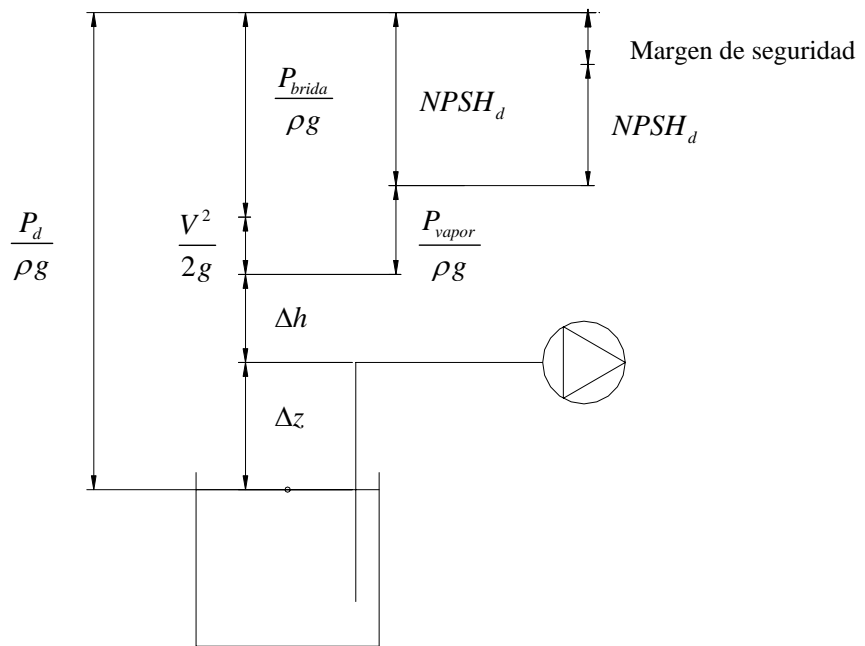 Margen de seguridad
P_brida / ρg
NPSH_d
NPSH_d
P_d / ρg
V² / 2g
P_vapor / ρg
Δh
Δz